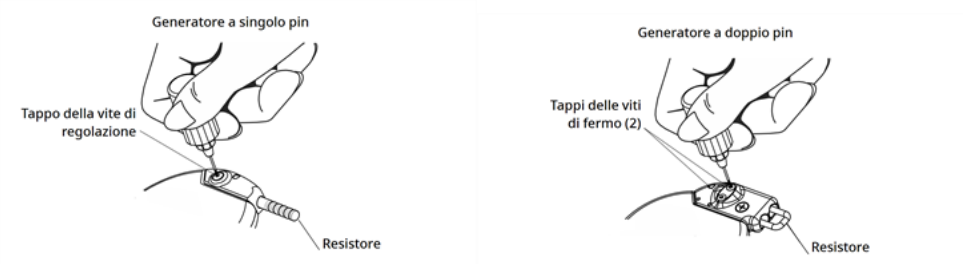 Generatore a singolo pin
Tappo della vite di
regolazione
Resistore
Generatore a doppio pin
Tappi delle viti
di fermo (2)
Resistore